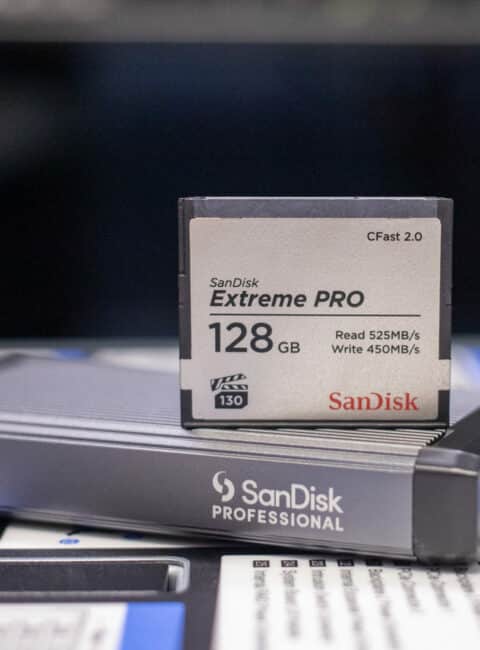 CFast 2.0
SanDisk
Extreme PRO
128 GB
Read 525MB/s
Write 450MB/s
130
SanDisk
SanDisk
PROFESSIONAL